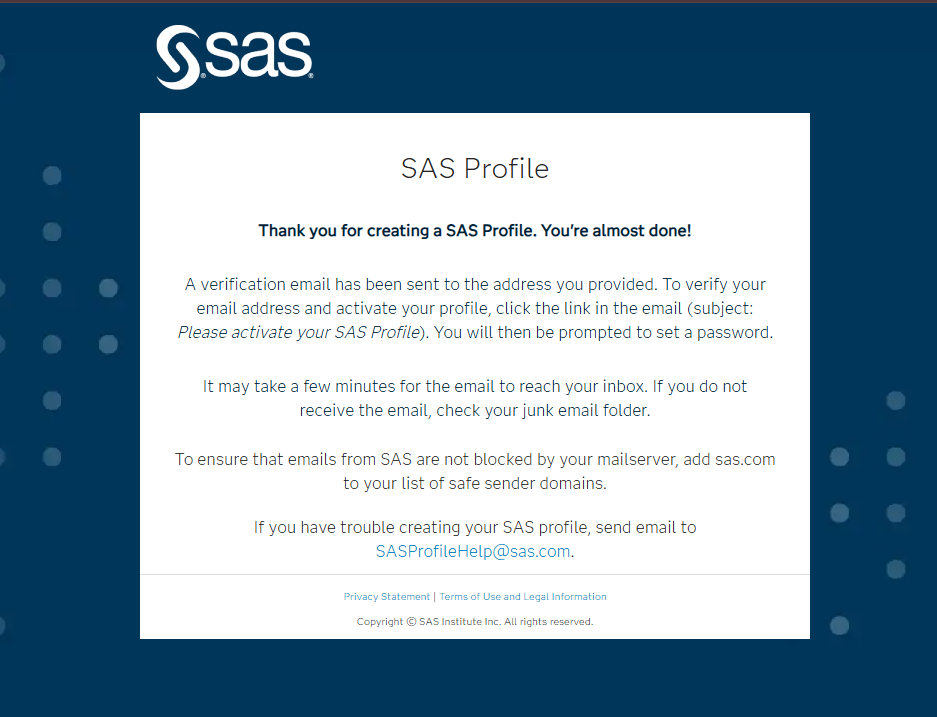 sas
SAS Profile
Thank you for creating a SAS Profile. You're almost done!
A verification email has been sent to the address you provided. To verify your
email address and activate your profile, click the link in the email (subject:
Please activate your SAS Profile). You will then be prompted to set a password.
It may take a few minutes for the email to reach your inbox. If you do not
receive the email, check your junk email folder.
To ensure that emails from SAS are not blocked by your mailserver, add sas.com
to your list of safe sender domains.
If you have trouble creating your SAS profile, send email to
SASProfileHelp@sas.com.
Privacy Statement | Terms of Use and Legal Information
Copyright © SAS Institute Inc. All rights reserved.